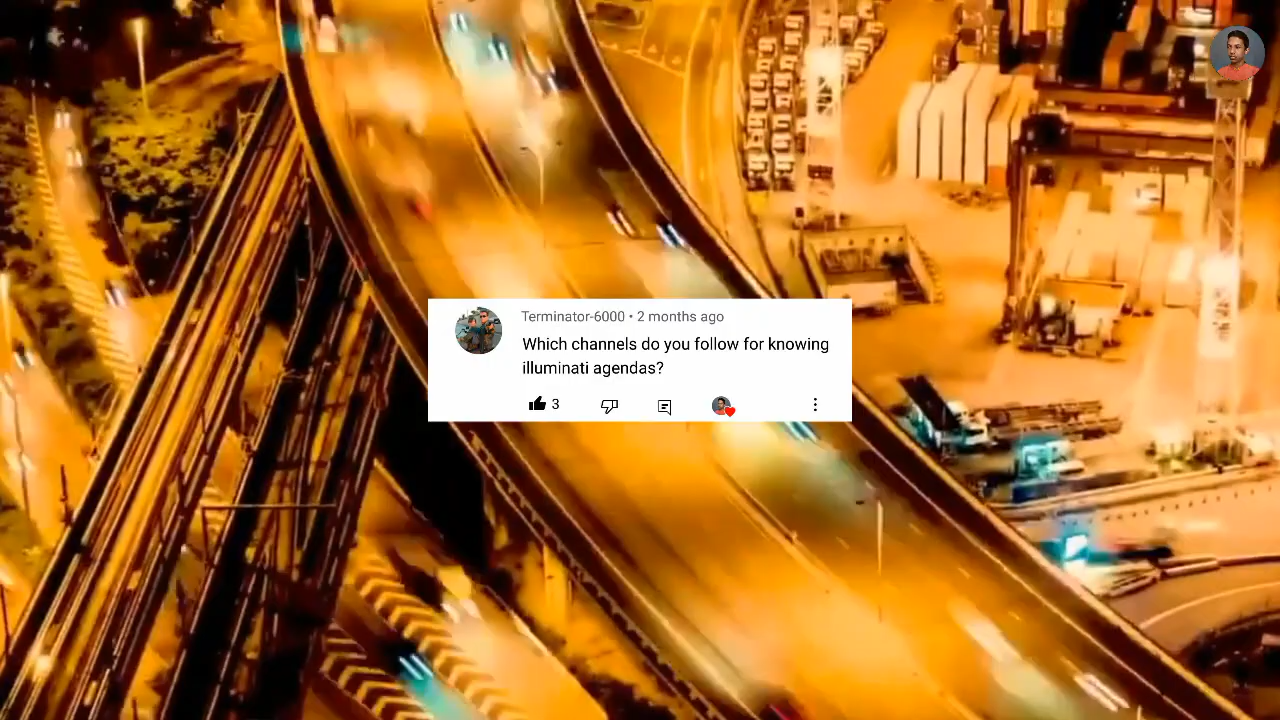 Terminator-6000 • 2 months ago
Which channels do you follow for knowing
illuminati agendas?
3